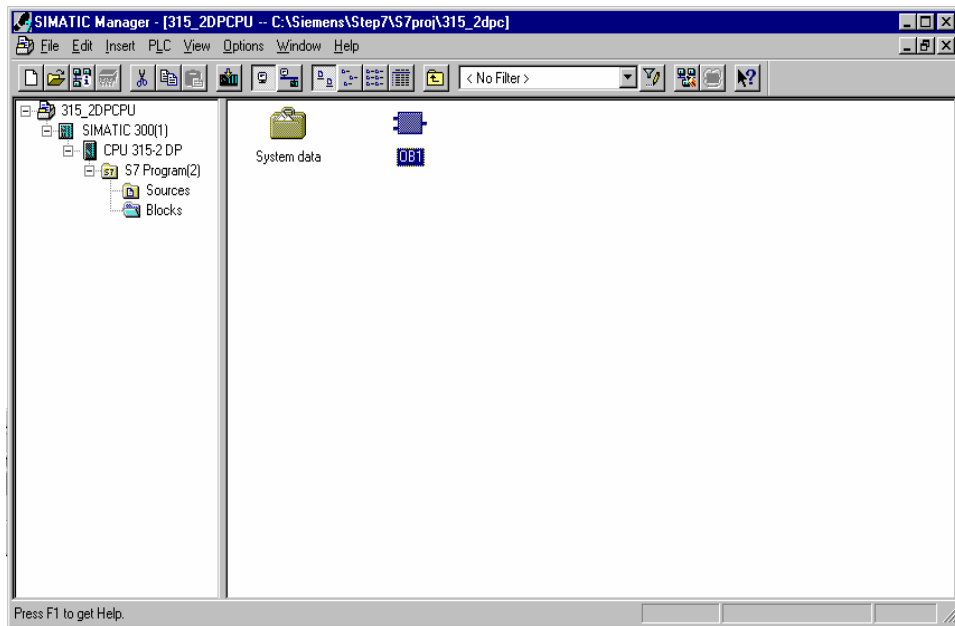 SIMATIC Manager - [315_2DPCPU -- C:\Siemens\Step7\S7proj\315_2dpc]
File Edit Insert PLC View Options Window Help
< No Filter >
315_2DPCPU
SIMATIC 300(1)
CPU 315-2 DP
S7 Program(2)
Sources
Blocks
System data
OB1
Press F1 to get Help.